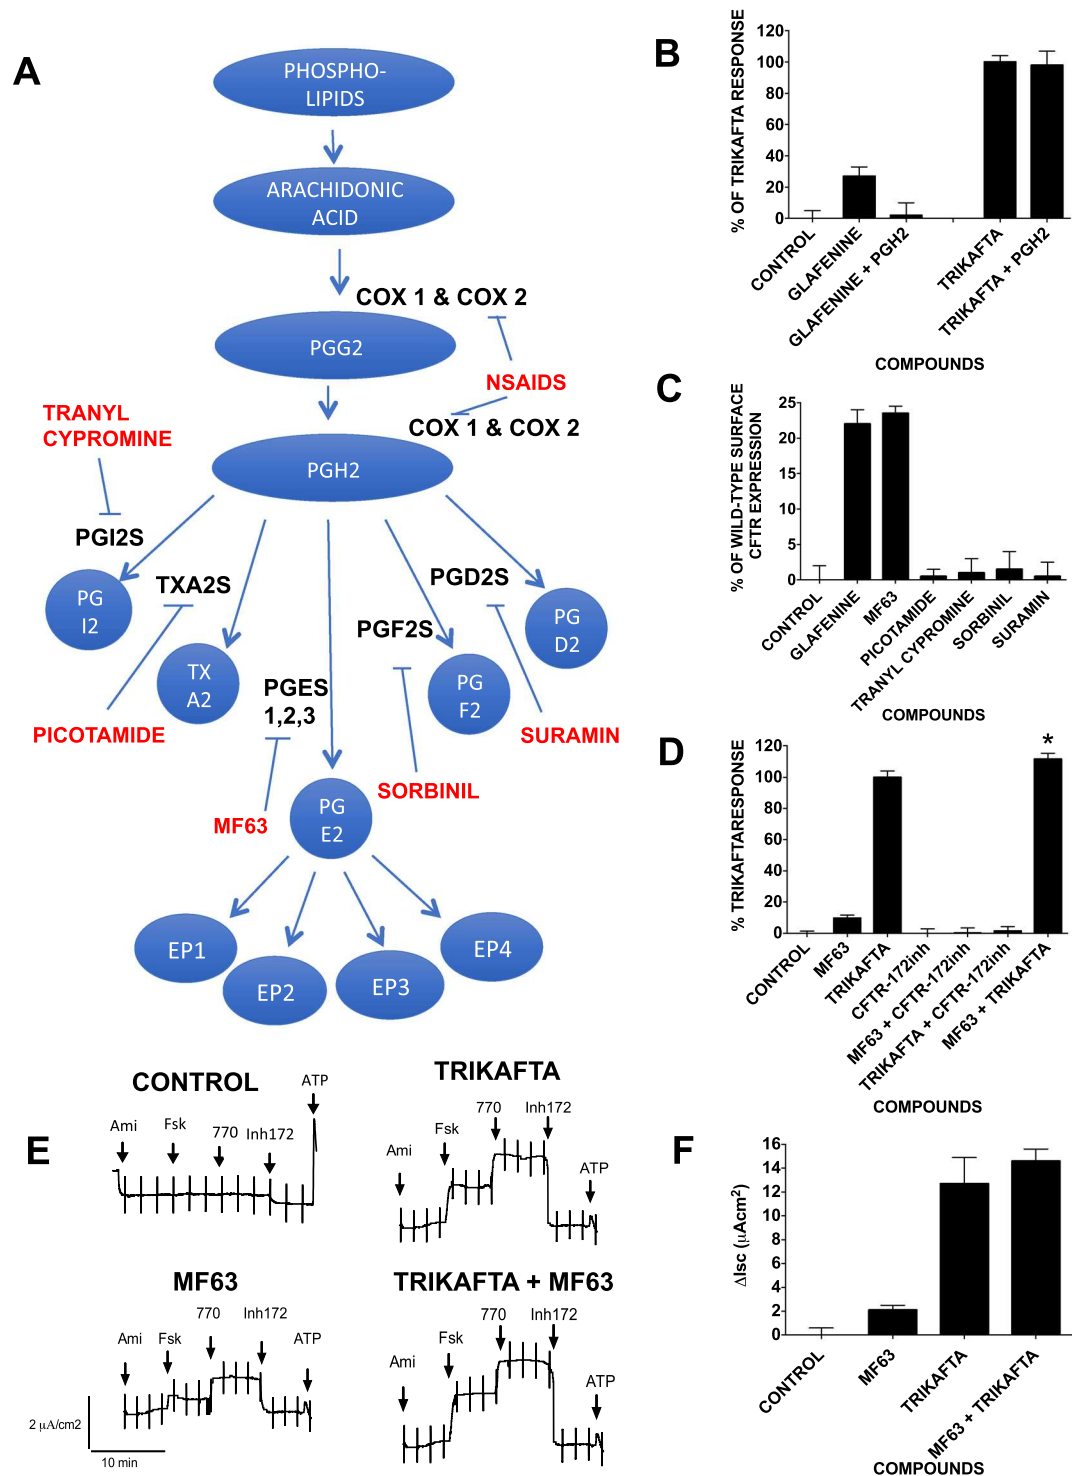 A
PHOSPHO-
LIPIDS
ARACHIDONIC
ACID
COX 1 & COX 2
PGG2
NSAIDS
TRANYL
CYPROMINE
COX 1 & COX 2
PGH2
PGI2S
TXA2S
PGD2S
PG
I2
PGF2S
PG
D2
TX
A2
PGES
1,2,3
PG
F2
PICOTAMIDE
SURAMIN
SORBINIL
MF63
PG
E2
EP1
EP2
EP3
EP4
B
% OF TRIKAFTA RESPONSE
120
100
80
60
40
20
0
CONTROL
GLAFENINE
GLAFENINE + PGH2
TRIKAFTA
TRIKAFTA + PGH2
COMPOUNDS
C
% OF WILD-TYPE SURFACE
CFTR EXPRESSION
25
20
15
10
5
0
CONTROL
GLAFENINE
MF63
PICOTAMIDE
TRANYL CYPROMINE
SORBINIL
SURAMIN
COMPOUNDS
D
% TRIKAFTARESPONSE
120
100
80
60
40
20
0
*
CONTROL
MF63
TRIKAFTA
CFTR-172inh
MF63 + CFTR-172inh
TRIKAFTA + CFTR-172inh
MF63 + TRIKAFTA
COMPOUNDS
E
CONTROL
Ami
Fsk
770
Inh172
ATP
TRIKAFTA
Ami
Fsk
770
Inh172
ATP
MF63
Ami
Fsk
770
Inh172
ATP
2 μA/cm2
10 min
TRIKAFTA + MF63
Ami
Fsk
770
Inh172
ATP
F
ΔIsc (μAcm²)
16
14
12
10
8
6
4
2
0
CONTROL
MF63
TRIKAFTA
MF63 + TRIKAFTA
COMPOUNDS